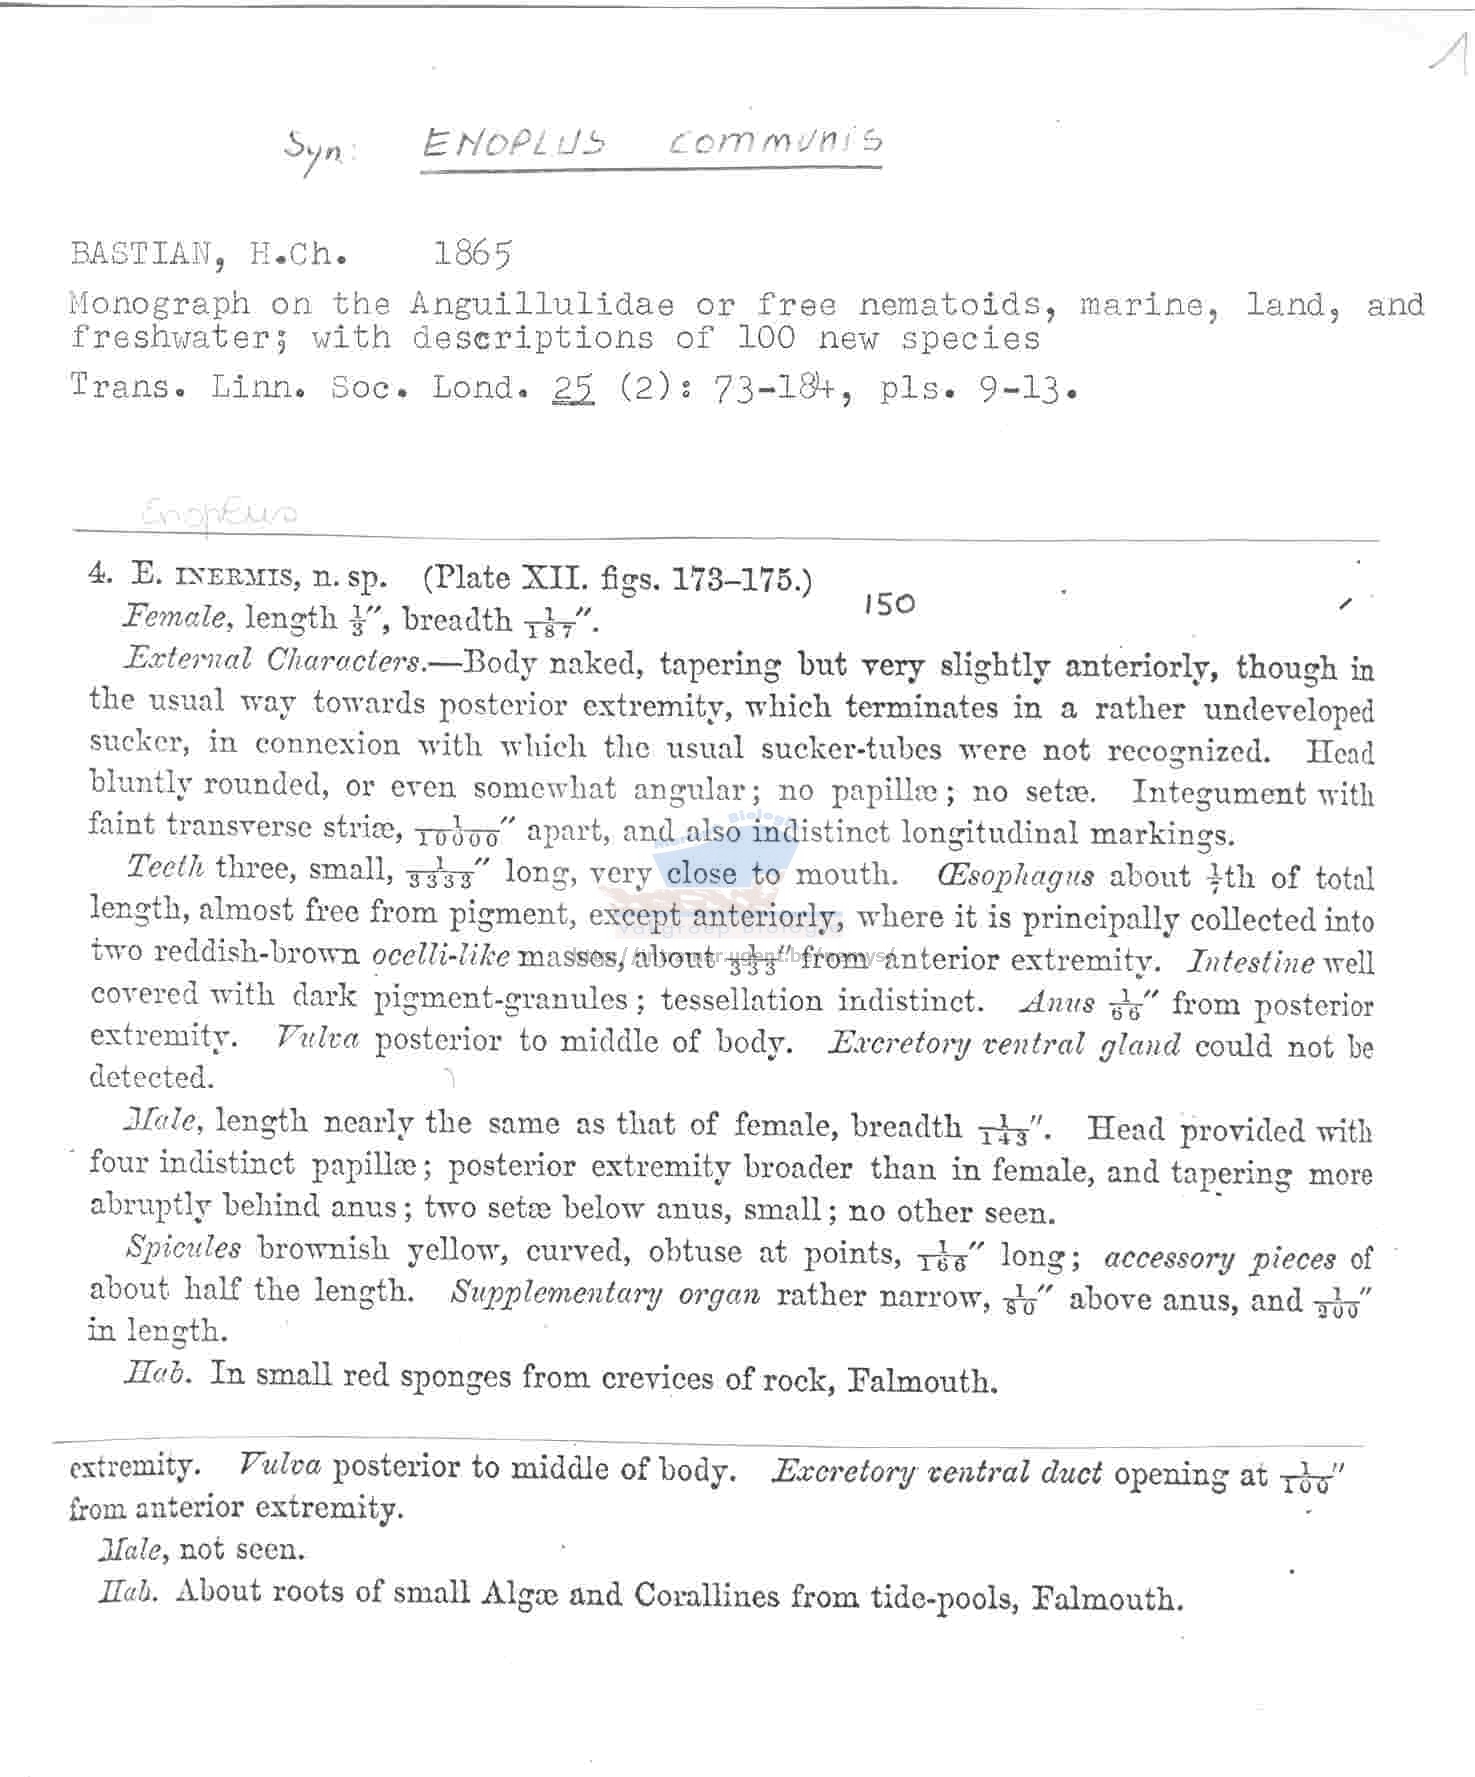 1
Syn: ENOPLUS communis
BASTIAN, H.Ch. 1865
Monograph on the Anguillulidae or free nematoids, marine, land, and
freshwater; with descriptions of 100 new species
Trans. Linn. Soc. Lond. 25 (2): 73-184, pls. 9-13.
Enoplus
4. E. INERMIS, n. sp. (Plate XII. figs. 173–175.)
150
Female, length 1/3″, breadth 1/187″.
External Characters.—Body naked, tapering but very slightly anteriorly, though in
the usual way towards posterior extremity, which terminates in a rather undeveloped
sucker, in connexion with which the usual sucker-tubes were not recognized. Head
bluntly rounded, or even somewhat angular; no papillæ; no setæ. Integument with
faint transverse striæ, 1/10000″ apart, and also indistinct longitudinal markings.
Teeth three, small, 1/3333″ long, very close to mouth. Œsophagus about 1/7th of total
length, almost free from pigment, except anteriorly, where it is principally collected into
two reddish-brown ocelli-like masses, about 1/333″ from anterior extremity. Intestine well
covered with dark pigment-granules; tessellation indistinct. Anus 1/66″ from posterior
extremity. Vulva posterior to middle of body. Excretory ventral gland could not be
detected.
Male, length nearly the same as that of female, breadth 1/143″. Head provided with
four indistinct papillæ; posterior extremity broader than in female, and tapering more
abruptly behind anus; two setæ below anus, small; no other seen.
Spicules brownish yellow, curved, obtuse at points, 1/166″ long; accessory pieces of
about half the length. Supplementary organ rather narrow, 1/80″ above anus, and 1/200″
in length.
Hab. In small red sponges from crevices of rock, Falmouth.
extremity. Vulva posterior to middle of body. Excretory ventral duct opening at 1/100″
from anterior extremity.
Male, not seen.
Hab. About roots of small Algæ and Corallines from tide-pools, Falmouth.